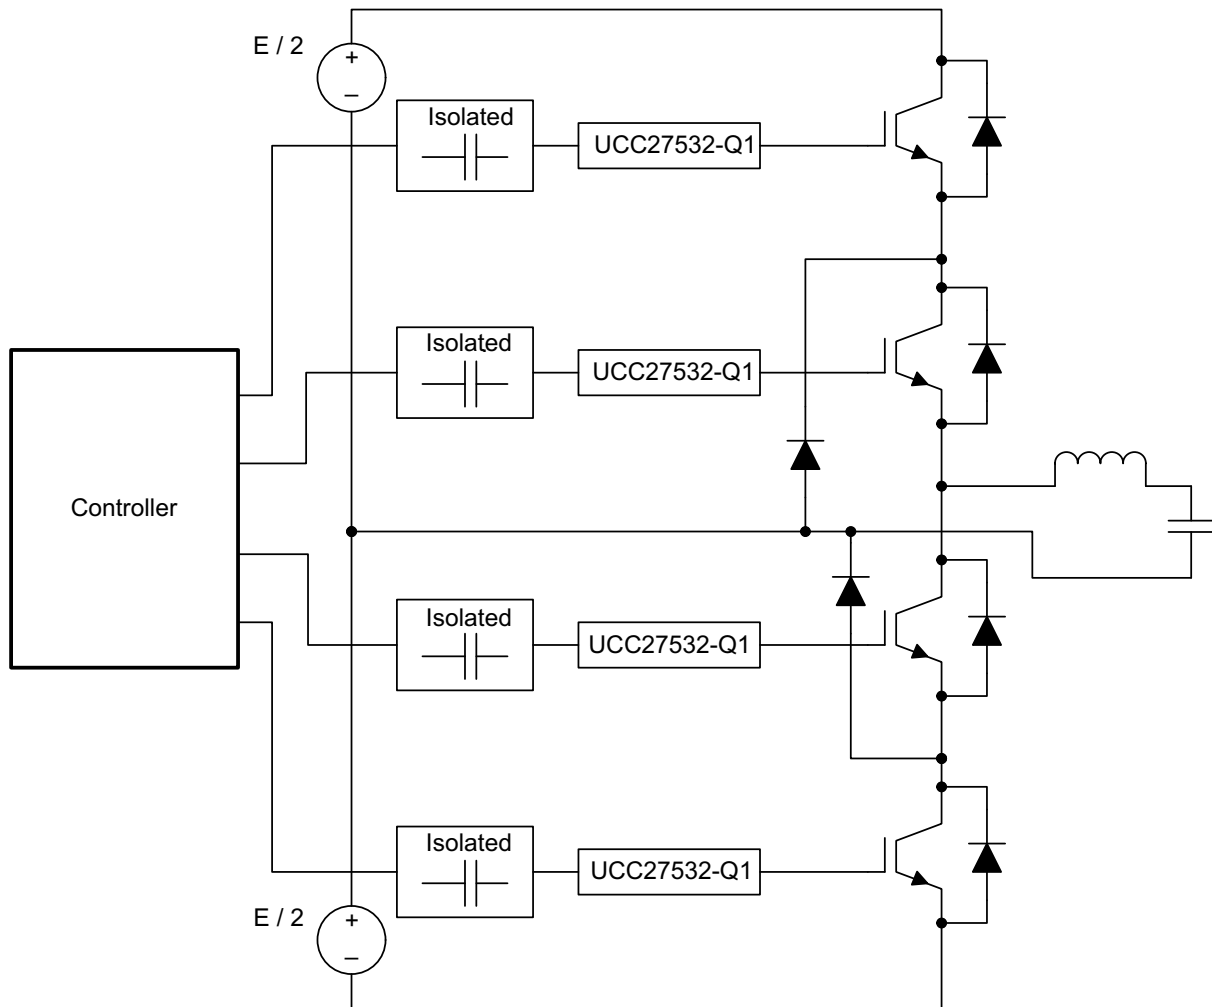 E / 2
+
−
Isolated
UCC27532-Q1
Isolated
UCC27532-Q1
Controller
Isolated
UCC27532-Q1
Isolated
UCC27532-Q1
E / 2
+
−